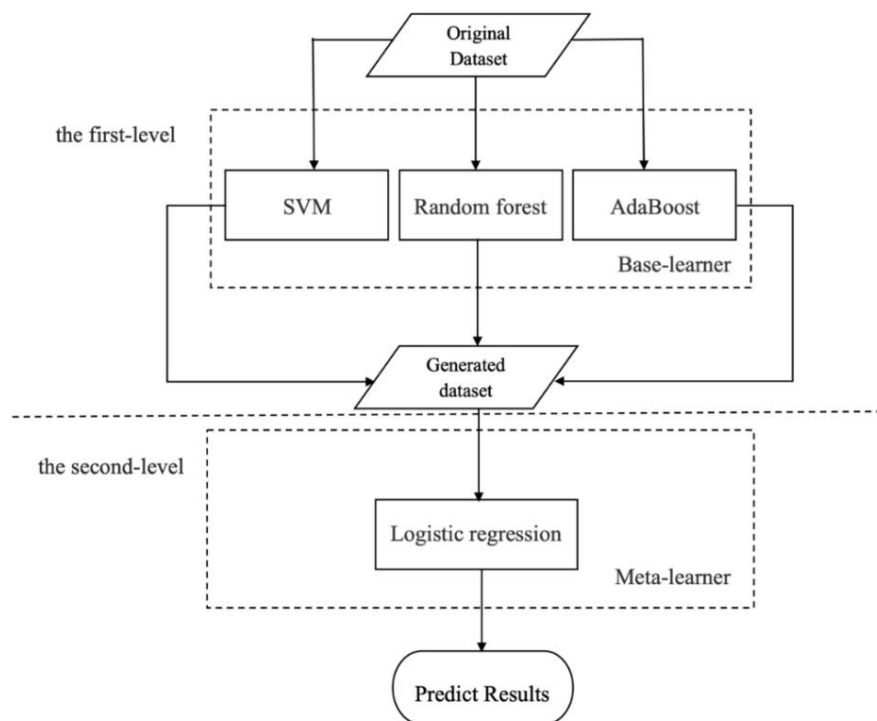 Original
Dataset
the first-level
SVM
Random forest
AdaBoost
Base-learner
Generated
dataset
the second-level
Logistic regression
Meta-learner
Predict Results